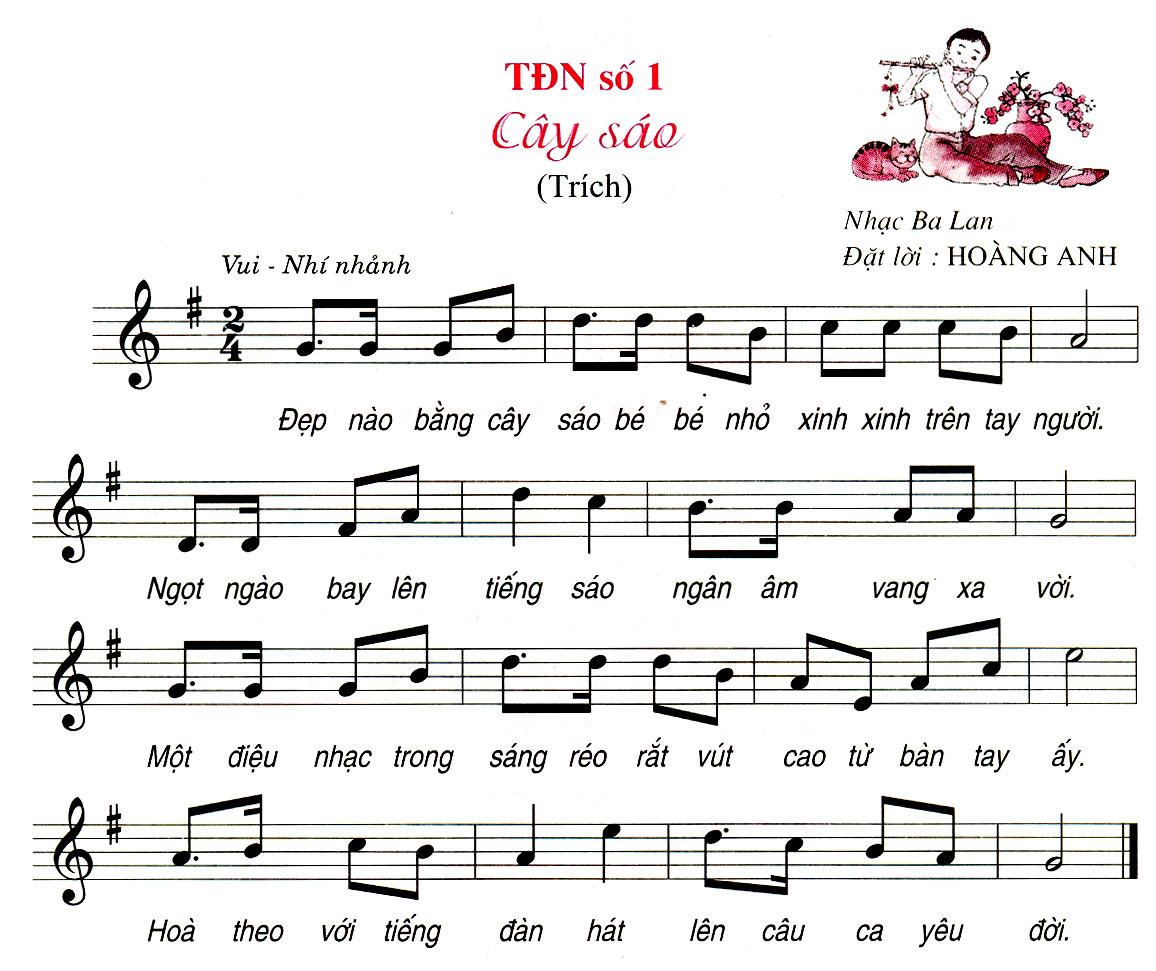 TĐN số 1
Cây sáo
(Trích)
Nhạc Ba Lan
Đặt lời : HOÀNG ANH
Vui - Nhí nhảnh
2
4
Đẹp nào bằng cây sáo bé bé nhỏ xinh xinh trên tay người.
Ngọt ngào bay lên tiếng sáo ngân âm vang xa vời.
Một điệu nhạc trong sáng réo rắt vút cao từ bàn tay ấy.
Hoà theo với tiếng đàn hát lên câu ca yêu đời.